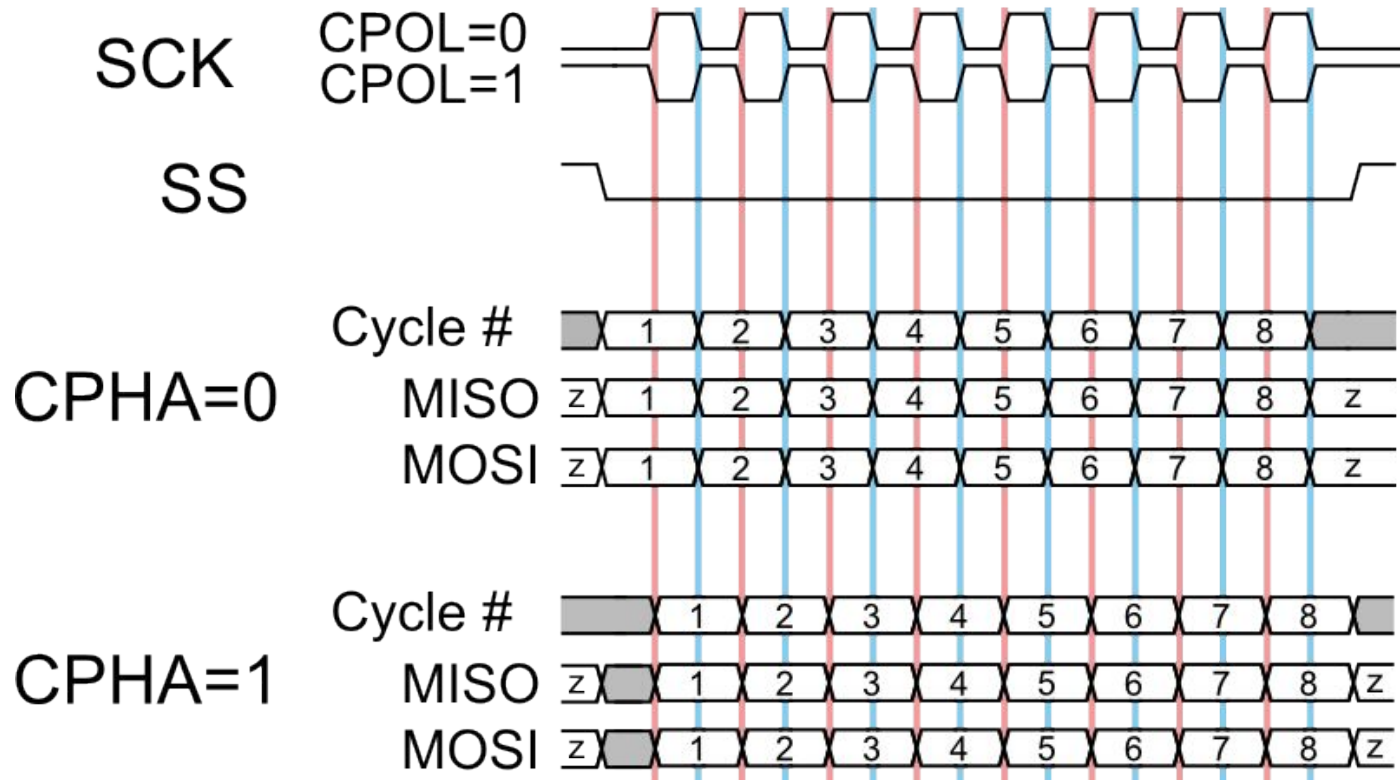 SCK CPOL=0
CPOL=1
SS
Cycle # 1 2 3 4 5 6 7 8
CPHA=0 MISO z 1 2 3 4 5 6 7 8 z
MOSI z 1 2 3 4 5 6 7 8 z
Cycle # 1 2 3 4 5 6 7 8
CPHA=1 MISO z 1 2 3 4 5 6 7 8 z
MOSI z 1 2 3 4 5 6 7 8 z